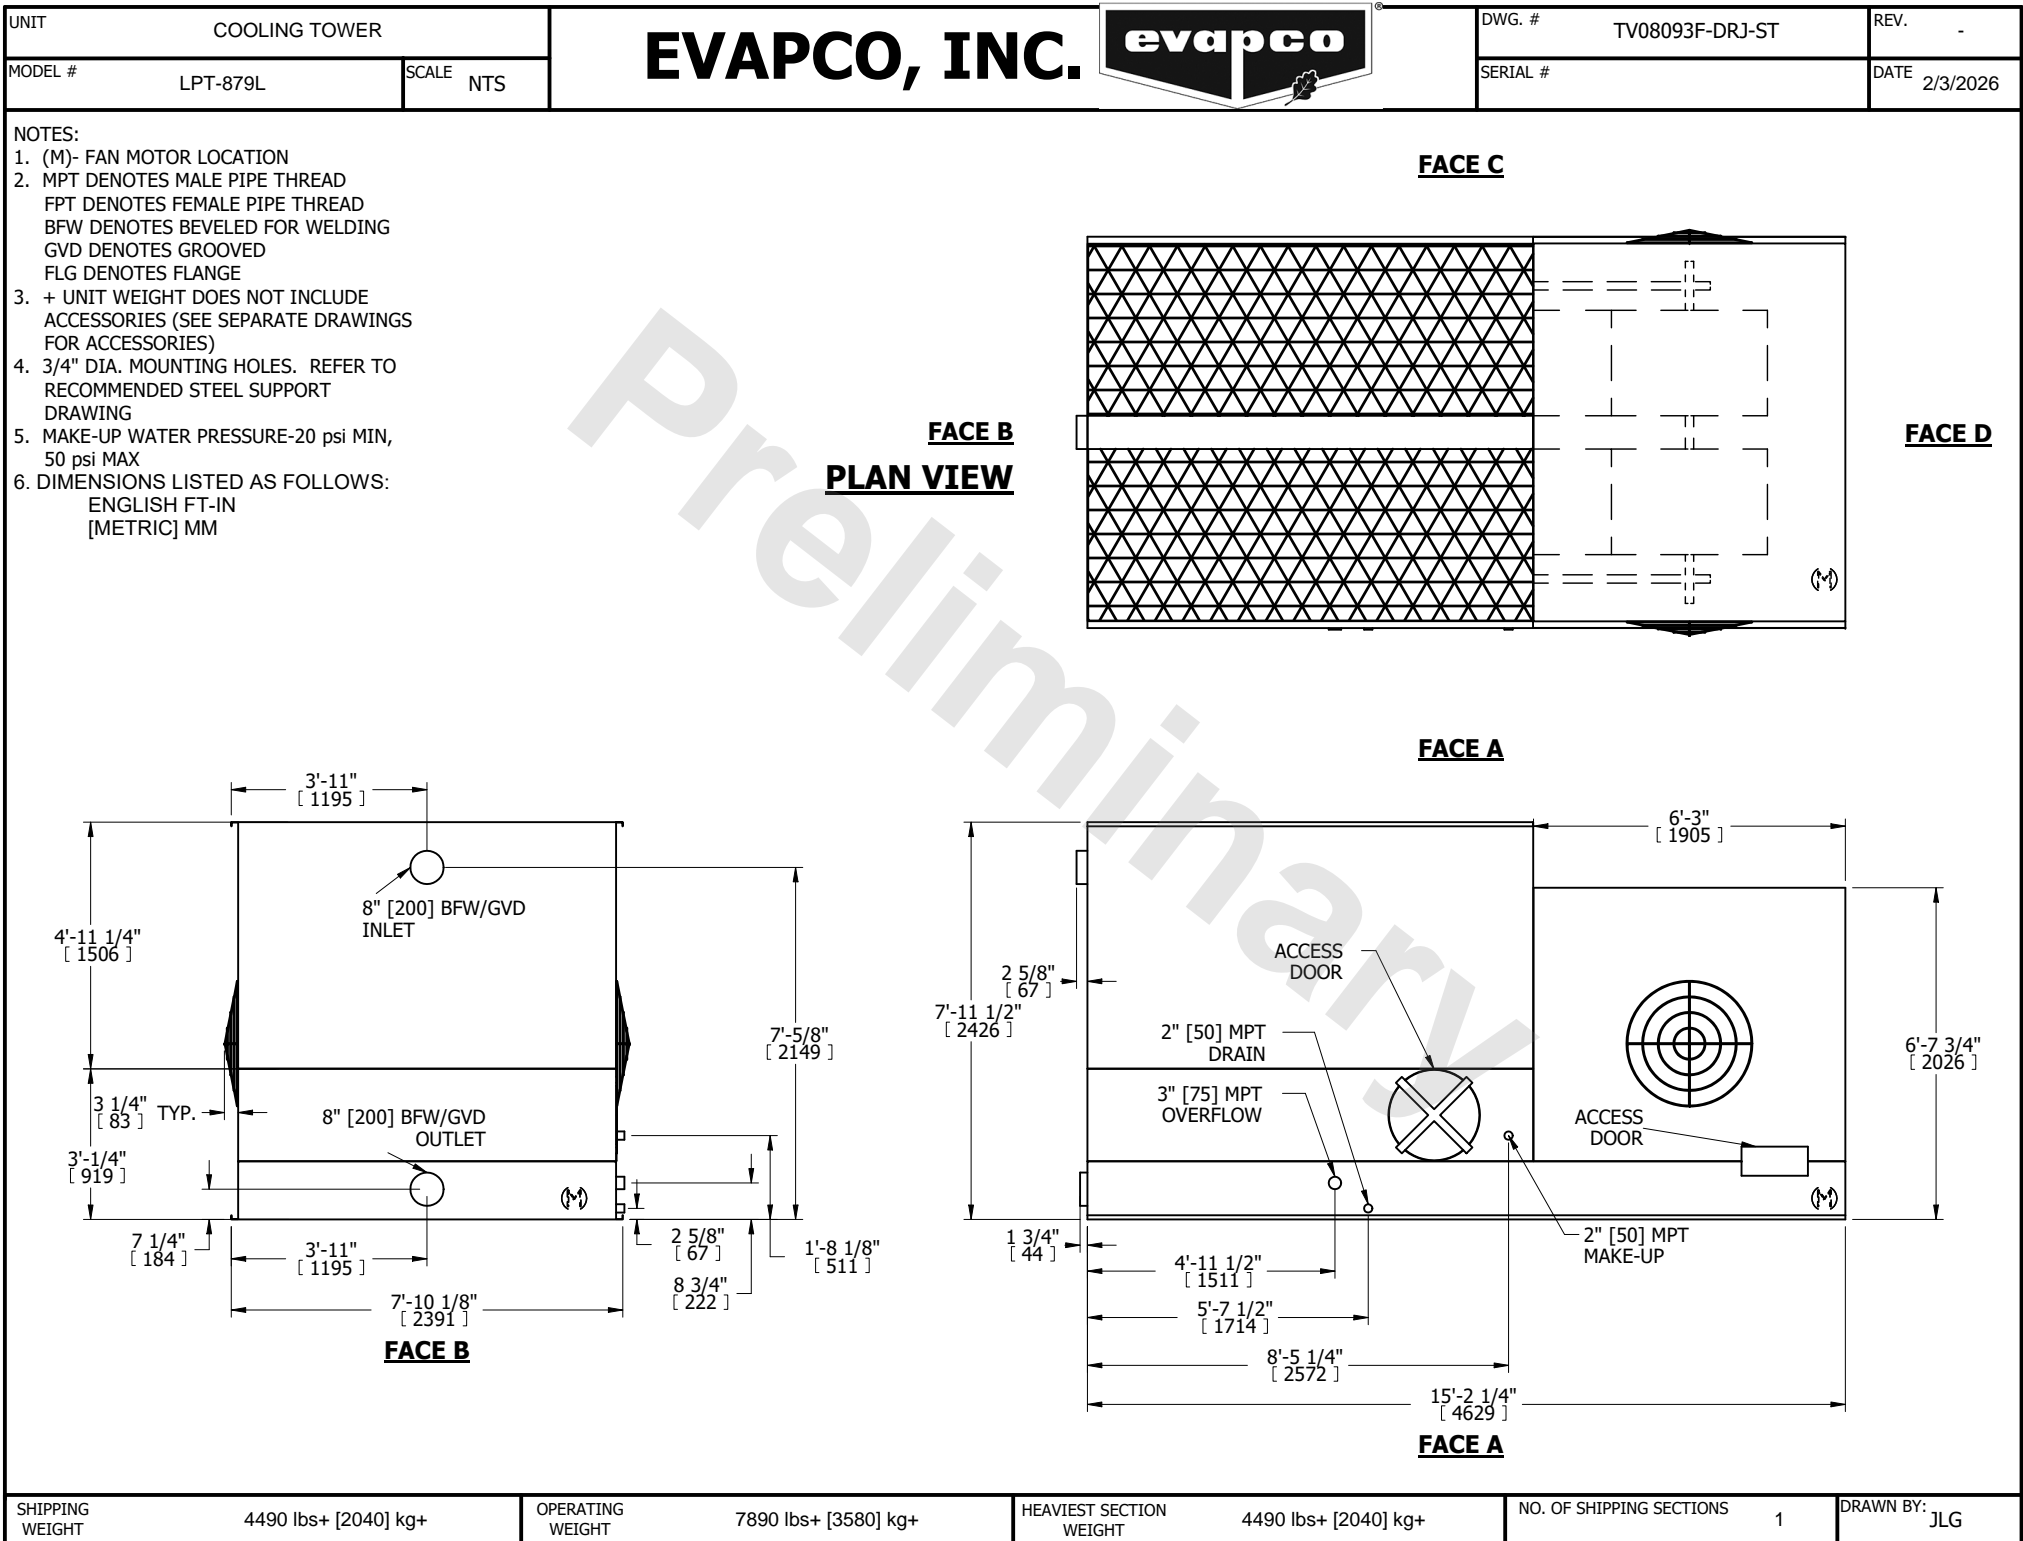 UNIT
COOLING TOWER
MODEL #
LPT-879L
SCALE
NTS
EVAPCO, INC.
evapco
®
DWG. #
TV08093F-DRJ-ST
REV.
-
SERIAL #
DATE
2/3/2026
NOTES:
1. (M)- FAN MOTOR LOCATION
2. MPT DENOTES MALE PIPE THREAD
FPT DENOTES FEMALE PIPE THREAD
BFW DENOTES BEVELED FOR WELDING
GVD DENOTES GROOVED
FLG DENOTES FLANGE
3. + UNIT WEIGHT DOES NOT INCLUDE
ACCESSORIES (SEE SEPARATE DRAWINGS
FOR ACCESSORIES)
4. 3/4" DIA. MOUNTING HOLES. REFER TO
RECOMMENDED STEEL SUPPORT
DRAWING
5. MAKE-UP WATER PRESSURE-20 psi MIN,
50 psi MAX
6. DIMENSIONS LISTED AS FOLLOWS:
ENGLISH FT-IN
[METRIC] MM
Preliminary
FACE C
FACE B
PLAN VIEW
FACE D
(M)
FACE A
3'-11"
[ 1195 ]
8" [200] BFW/GVD
INLET
4'-11 1/4"
[ 1506 ]
7'-5/8"
[ 2149 ]
3 1/4"
[ 83 ]
TYP.
8" [200] BFW/GVD
OUTLET
3'-1/4"
[ 919 ]
(M)
7 1/4"
[ 184 ]
3'-11"
[ 1195 ]
2 5/8"
[ 67 ]
1'-8 1/8"
[ 511 ]
8 3/4"
[ 222 ]
7'-10 1/8"
[ 2391 ]
FACE B
6'-3"
[ 1905 ]
ACCESS
DOOR
2 5/8"
[ 67 ]
7'-11 1/2"
[ 2426 ]
2" [50] MPT
DRAIN
6'-7 3/4"
[ 2026 ]
3" [75] MPT
OVERFLOW
ACCESS
DOOR
(M)
1 3/4"
[ 44 ]
2" [50] MPT
MAKE-UP
4'-11 1/2"
[ 1511 ]
5'-7 1/2"
[ 1714 ]
8'-5 1/4"
[ 2572 ]
15'-2 1/4"
[ 4629 ]
FACE A
SHIPPING
WEIGHT
4490 lbs+ [2040] kg+
OPERATING
WEIGHT
7890 lbs+ [3580] kg+
HEAVIEST SECTION
WEIGHT
4490 lbs+ [2040] kg+
NO. OF SHIPPING SECTIONS
1
DRAWN BY:
JLG